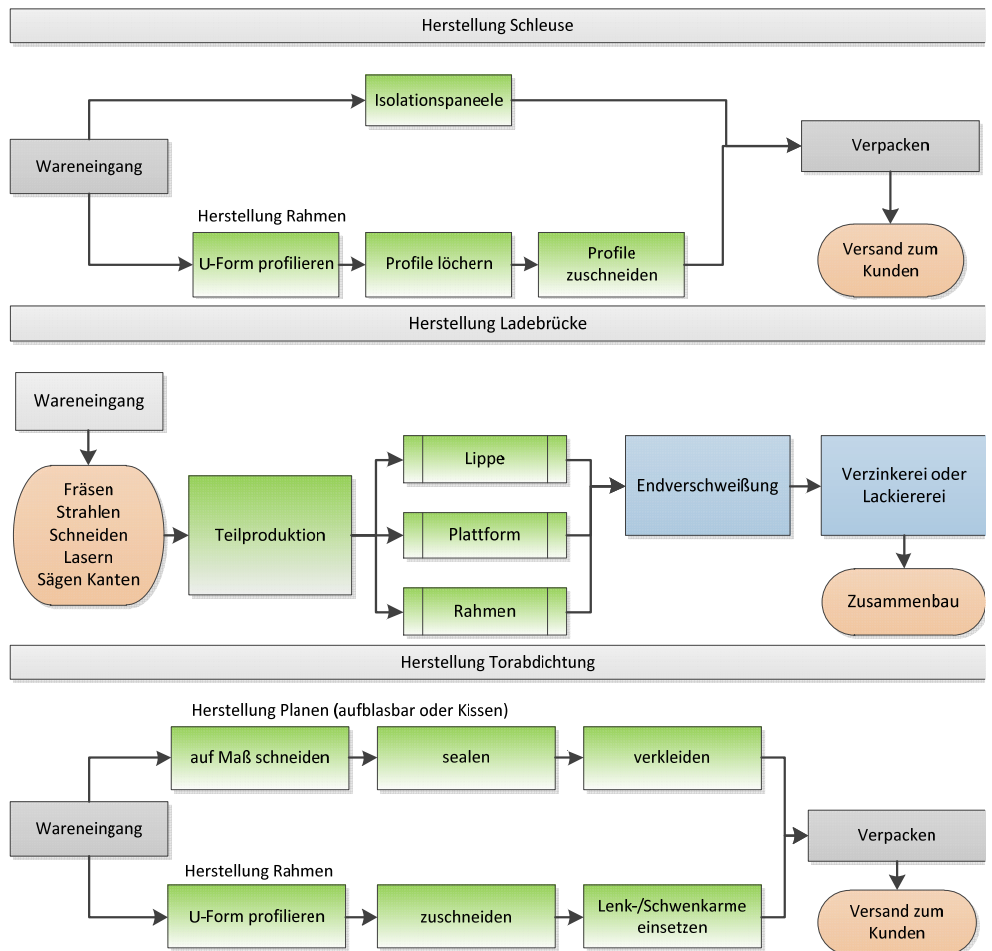 Herstellung Schleuse
Isolationspaneele
Wareneingang
Verpacken
Herstellung Rahmen
U-Form profilieren
Profile löchern
Profile
zuschneiden
Versand zum
Kunden
Herstellung Ladebrücke
Wareneingang
Fräsen
Strahlen
Schneiden
Lasern
Sägen Kanten
Teilproduktion
Lippe
Plattform
Rahmen
Endverschweißung
Verzinkerei oder
Lackiererei
Zusammenbau
Herstellung Torabdichtung
Herstellung Planen (aufblasbar oder Kissen)
auf Maß schneiden
sealen
verkleiden
Wareneingang
Verpacken
Herstellung Rahmen
U-Form profilieren
zuschneiden
Lenk-/Schwenkarme
einsetzen
Versand zum
Kunden